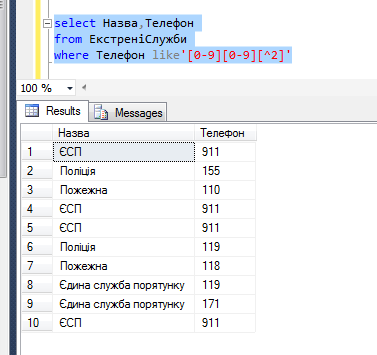 select Назва,Телефон
from ЕкстреніСлужби
where Телефон like'[0-9][0-9][^2]'
100 %
Results Messages
Назва Телефон
1 ЄСП 911
2 Поліція 155
3 Пожежна 110
4 ЄСП 911
5 ЄСП 911
6 Поліція 119
7 Пожежна 118
8 Єдина служба порятунку 119
9 Єдина служба порятунку 171
10 ЄСП 911